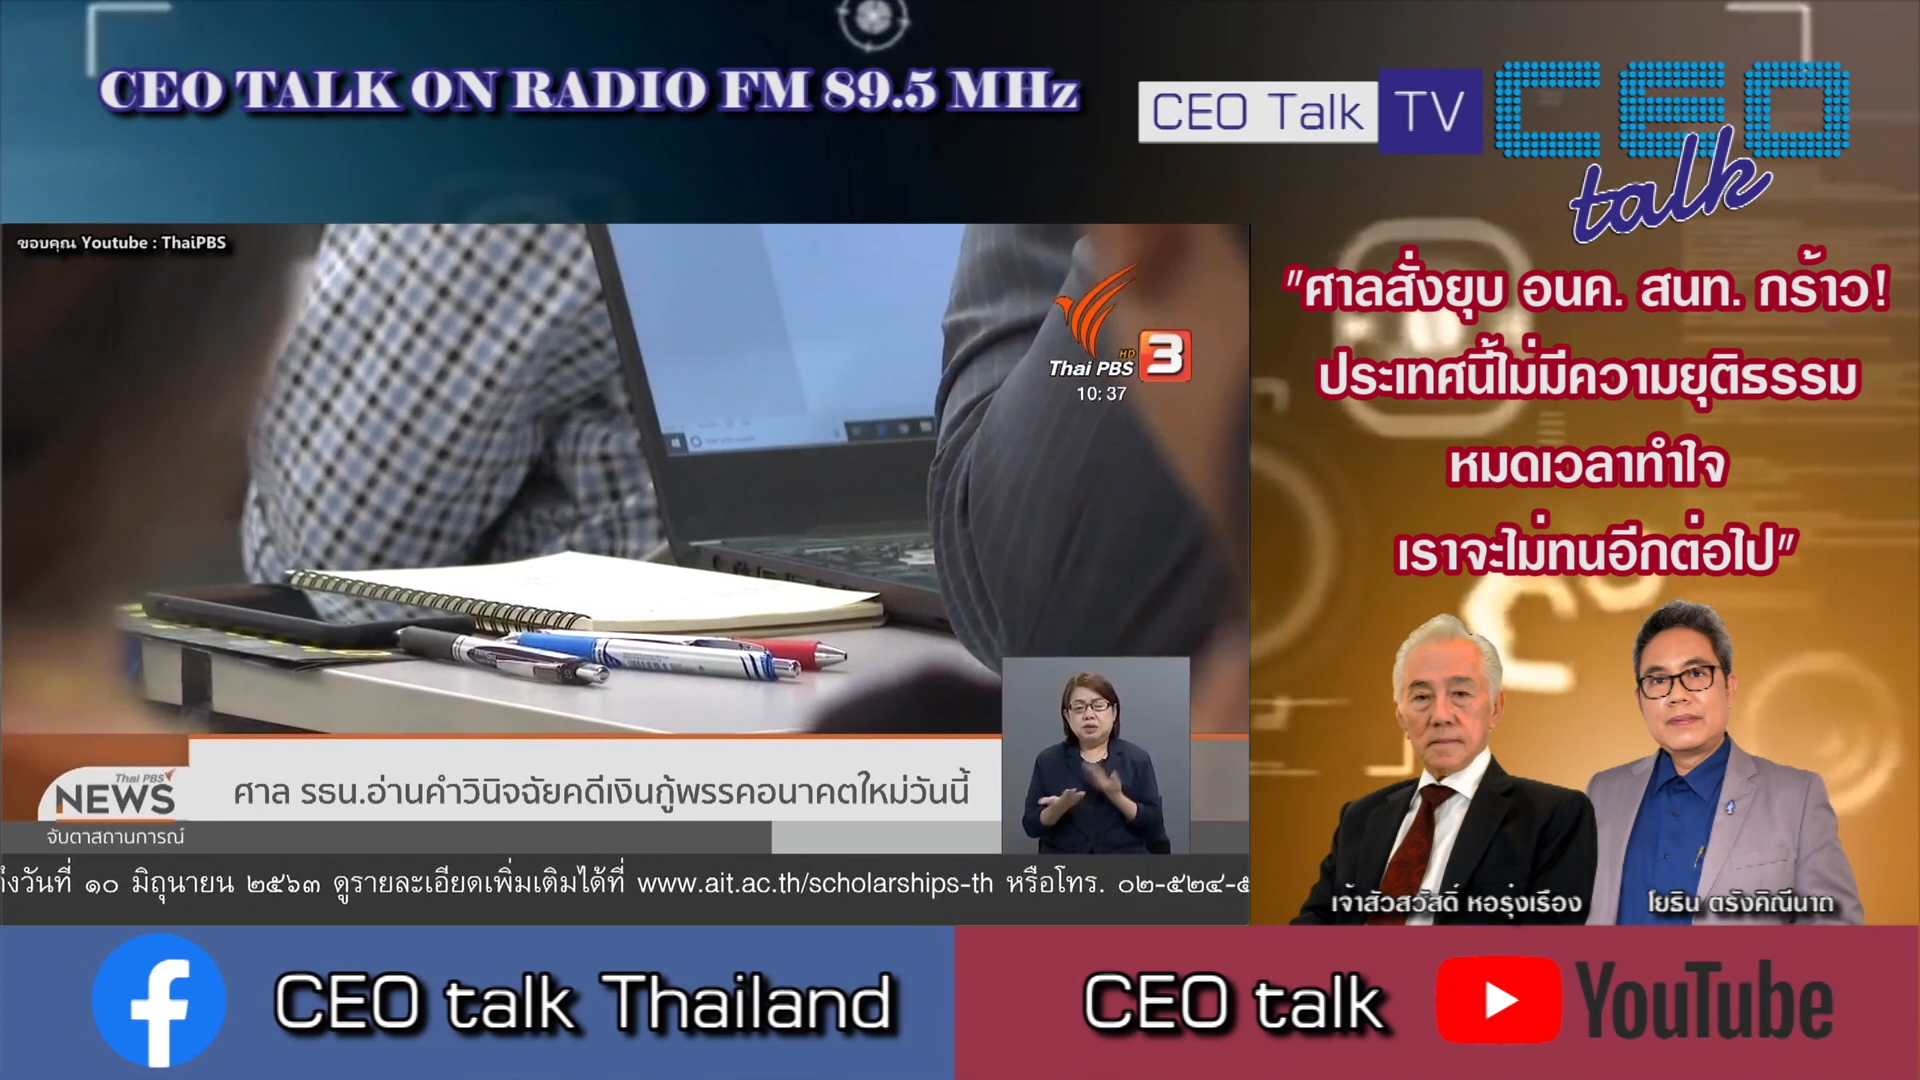 CEO TALK ON RADIO FM 89.5 MHz
CEO Talk TV
CEO talk
ขอบคุณ Youtube : ThaiPBS
Thai PBS HD 3
10:37
"ศาลสั่งยุบ อนค. สนท. กร้าว!
ประเทศนี้ไม่มีความยุติธรรม
หมดเวลาทำใจ
เราจะไม่ทนอีกต่อไป"
Thai PBS
NEWS
จับตาสถานการณ์
ศาล รธน.อ่านคำวินิจฉัยคดีเงินกู้พรรคอนาคตใหม่วันนี้
ถึงวันที่ ๑๐ มิถุนายน ๒๕๖๓ ดูรายละเอียดเพิ่มเติมได้ที่ www.ait.ac.th/scholarships-th หรือโทร. ๐๒-๕๒๔-๕
เจ้าสัวสวัสดิ์ หอรุ่งเรือง
โยธิน ตรังคิณีนาถ
CEO talk Thailand
CEO talk YouTube